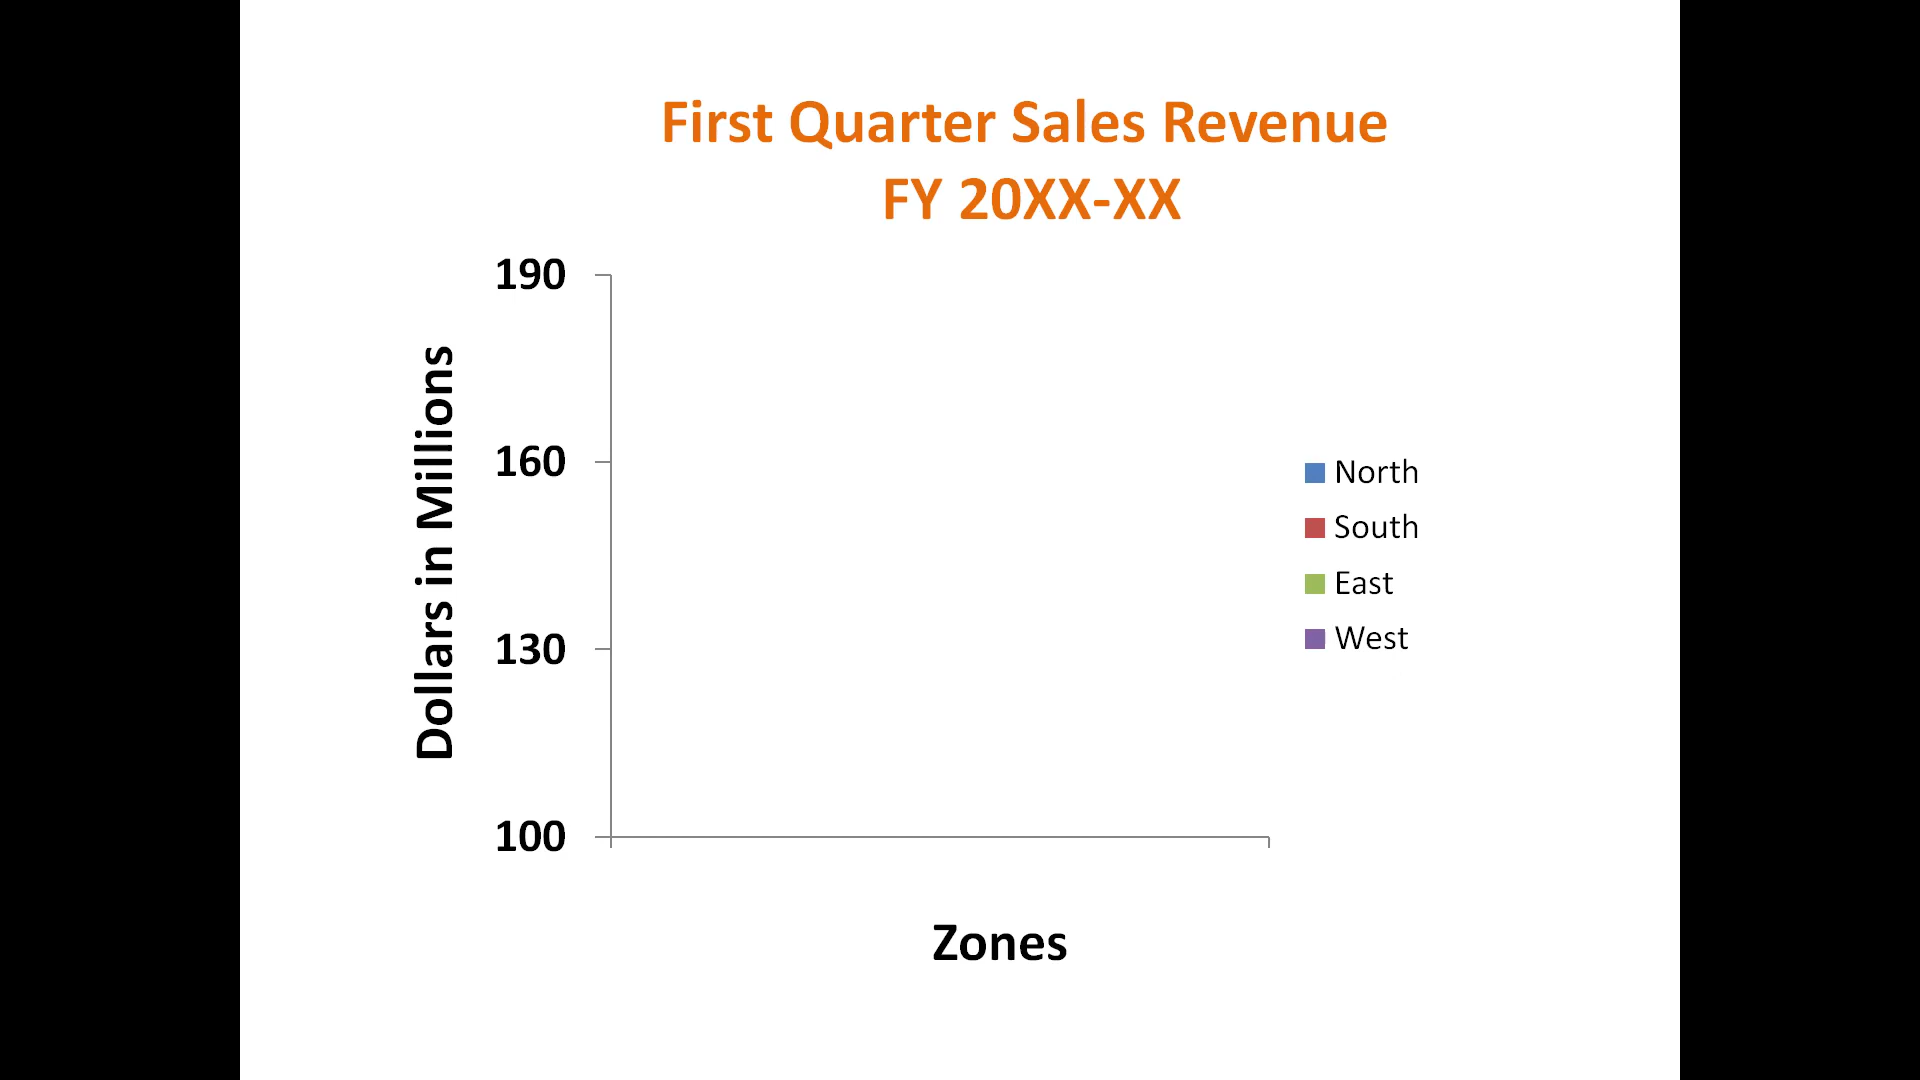 First Quarter Sales Revenue
FY 20XX-XX
190
160
130
100
Dollars in Millions
North
South
East
West
Zones